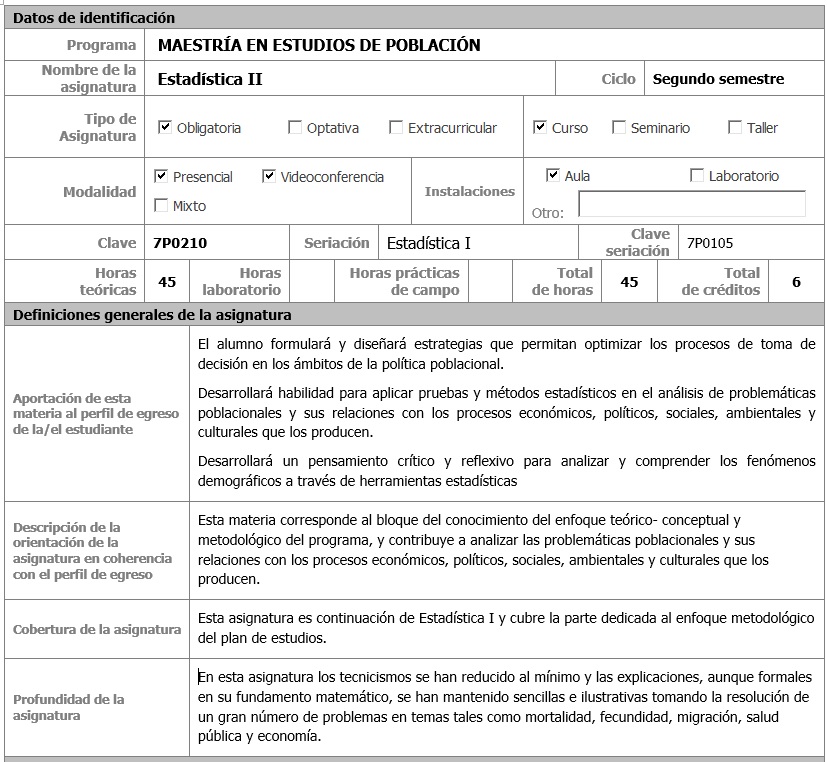 Datos de identificación
Programa MAESTRÍA EN ESTUDIOS DE POBLACIÓN
Nombre de la asignatura Estadística II Ciclo Segundo semestre
Tipo de Asignatura Obligatoria Optativa Extracurricular Curso Seminario Taller
Modalidad Presencial Videoconferencia Mixto Instalaciones Aula Laboratorio Otro:
Clave 7P0210 Seriación Estadística I Clave seriación 7P0105
Horas teóricas 45 Horas laboratorio Horas prácticas de campo Total de horas 45 Total de créditos 6
Definiciones generales de la asignatura
Aportación de esta
materia al perfil de egreso
de la/el estudiante
El alumno formulará y diseñará estrategias que permitan optimizar los procesos de toma de
decisión en los ámbitos de la política poblacional.
Desarrollará habilidad para aplicar pruebas y métodos estadísticos en el análisis de problemáticas
poblacionales y sus relaciones con los procesos económicos, políticos, sociales, ambientales y
culturales que los producen.
Desarrollará un pensamiento crítico y reflexivo para analizar y comprender los fenómenos
demográficos a través de herramientas estadísticas
Descripción de la
orientación de la
asignatura en coherencia
con el perfil de egreso
Esta materia corresponde al bloque del conocimiento del enfoque teórico- conceptual y
metodológico del programa, y contribuye a analizar las problemáticas poblacionales y sus
relaciones con los procesos económicos, políticos, sociales, ambientales y culturales que los
producen.
Cobertura de la asignatura
Esta asignatura es continuación de Estadística I y cubre la parte dedicada al enfoque metodológico
del plan de estudios.
Profundidad de la
asignatura
En esta asignatura los tecnicismos se han reducido al mínimo y las explicaciones, aunque formales
en su fundamento matemático, se han mantenido sencillas e ilustrativas tomando la resolución de
un gran número de problemas en temas tales como mortalidad, fecundidad, migración, salud
pública y economía.